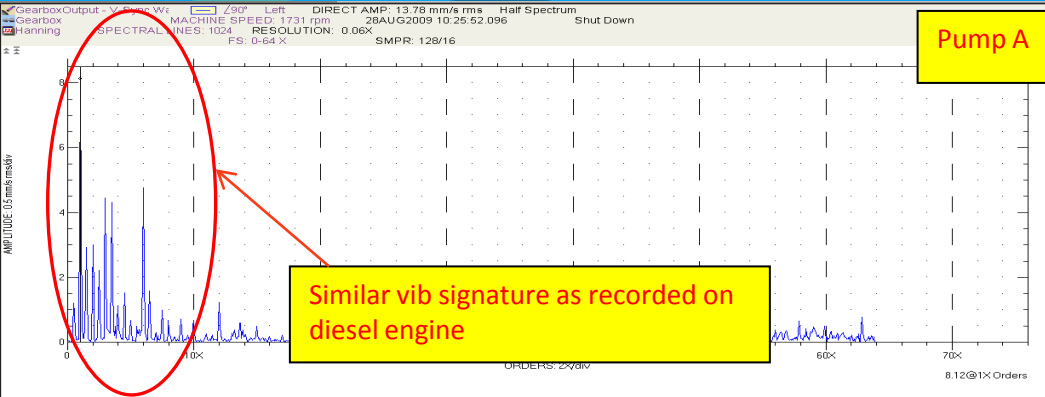 GearboxOutput - V-Sync Wa ∠90° Left DIRECT AMP: 13.78 mm/s rms Half Spectrum
Gearbox MACHINE SPEED: 1731 rpm 28AUG2009 10:25:52.096 Shut Down
Hanning SPECTRAL LINES: 1024 RESOLUTION: 0.06X
FS: 0-64 X SMPR: 128/16
Pump A
8
6
4
2
0
AMPLITUDE: 0.5 mm/s rms/div
Similar vib signature as recorded on
diesel engine
0 10X 60X 70X
ORDERS: 2X/div
8.12@1X Orders